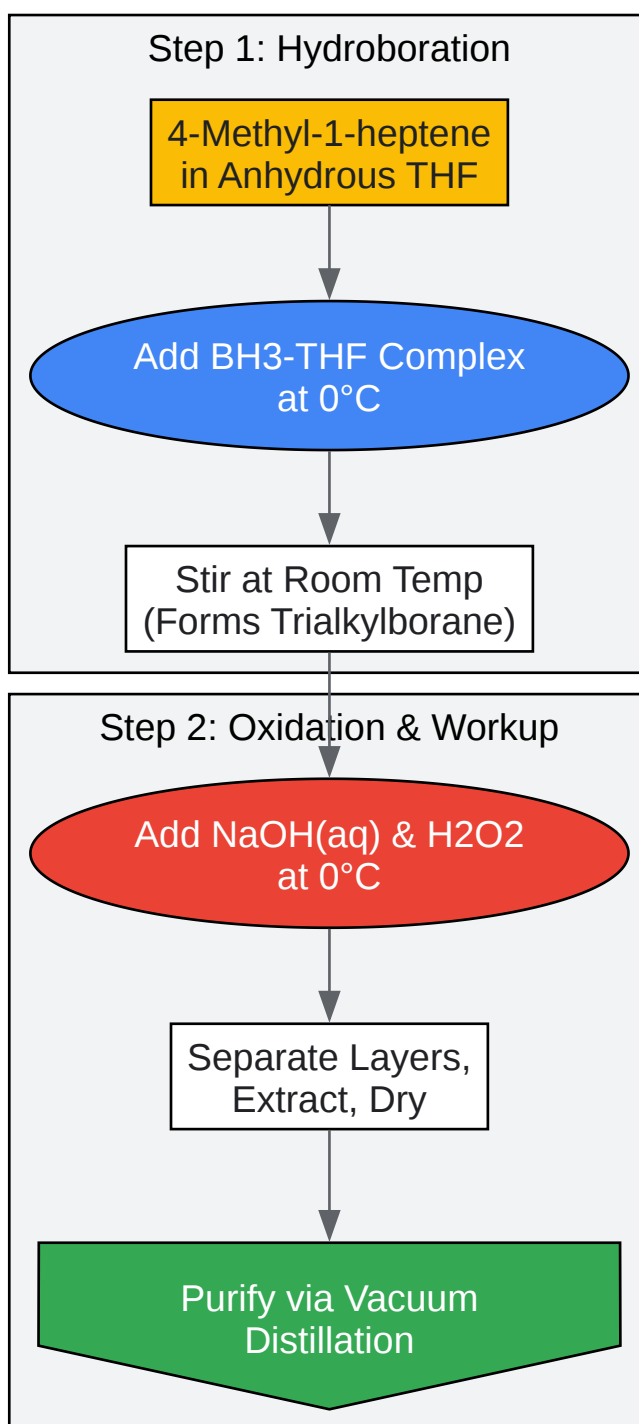 Step 1: Hydroboration
4-Methyl-1-heptene
in Anhydrous THF
Add BH3-THF Complex
at 0°C
Stir at Room Temp
(Forms Trialkylborane)
Step 2: Oxidation & Workup
Add NaOH(aq) & H2O2
at 0°C
Separate Layers,
Extract, Dry
Purify via Vacuum
Distillation